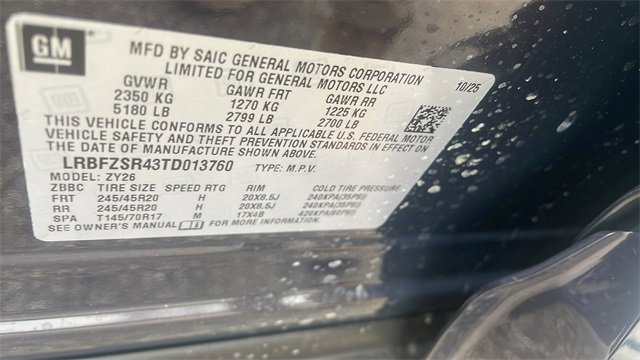 GM
MFD BY SAIC GENERAL MOTORS CORPORATION
LIMITED FOR GENERAL MOTORS LLC
10/25
GVWR GAWR FRT GAWR RR
2350 KG 1270 KG 1225 KG
5180 LB 2799 LB 2700 LB
THIS VEHICLE CONFORMS TO ALL APPLICABLE U.S. FEDERAL MOTOR
VEHICLE SAFETY AND THEFT PREVENTION STANDARDS IN EFFECT ON
THE DATE OF MANUFACTURE SHOWN ABOVE.
LRBFZSR43TD013760 TYPE: M.P.V.
MODEL: ZY26
ZBBC TIRE SIZE SPEED RTG RIM COLD TIRE PRESSURE
FRT 245/45R20 H 20X8.5J 240KPA(35PSI)
RR 245/45R20 H 20X8.5J 240KPA(35PSI)
SPA T145/70R17 M 17X4B 420KPA(60PSI)
SEE OWNER'S MANUAL FOR MORE INFORMATION.